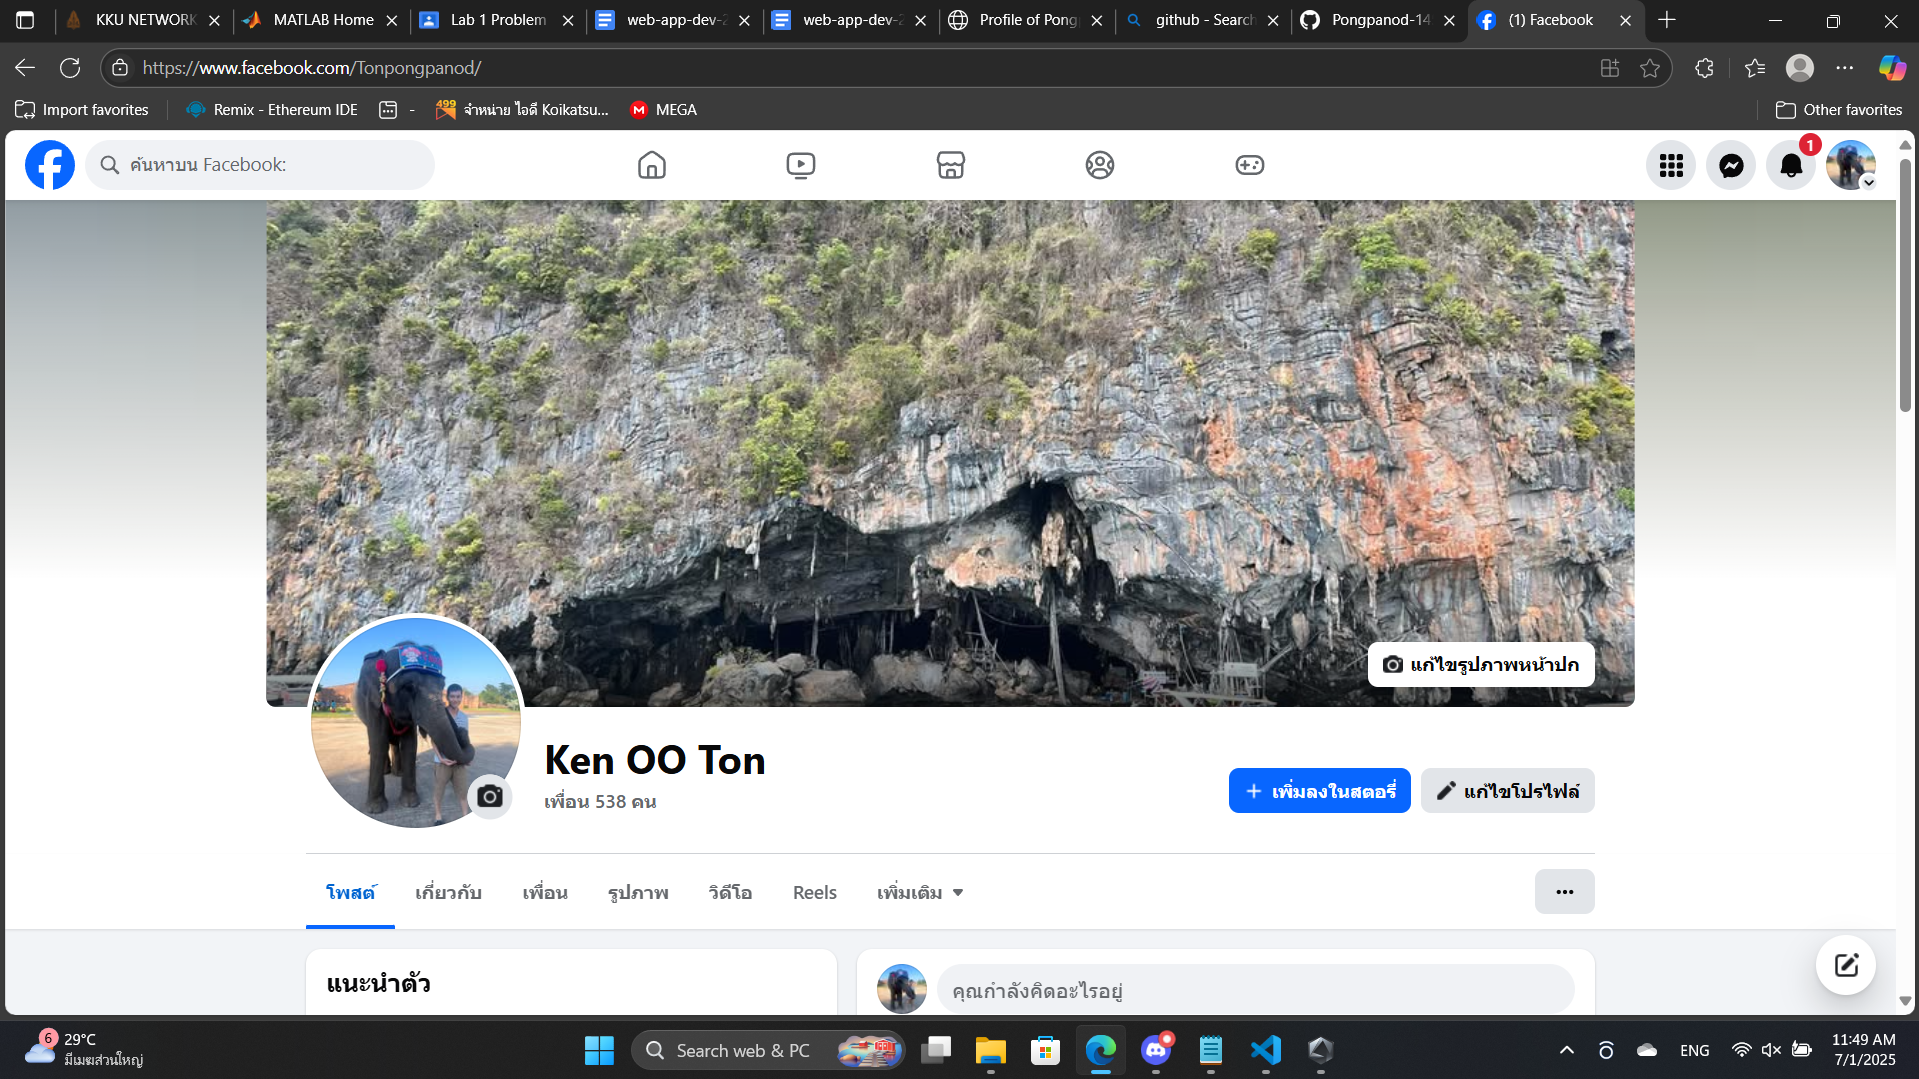 KKU NETWORK
MATLAB Home
Lab 1 Problem
web-app-dev-2
web-app-dev-2
Profile of Pong
github - Search
Pongpanod-14
(1) Facebook
https://www.facebook.com/Tonpongpanod/
Import favorites
Remix - Ethereum IDE
-
499
จำหน่าย ไอดี Koikatsu...
M
MEGA
Other favorites
ค้นหาบน Facebook:
1
แก้ไขรูปภาพหน้าปก
Ken OO Ton
เพื่อน 538 คน
เพิ่มลงในสตอรี่
แก้ไขโปรไฟล์
โพสต์
เกี่ยวกับ
เพื่อน
รูปภาพ
วิดีโอ
Reels
เพิ่มเติม
แนะนำตัว
คุณกำลังคิดอะไรอยู่
6
29°C
มีเมฆส่วนใหญ่
Search web & PC
ENG
11:49 AM
7/1/2025